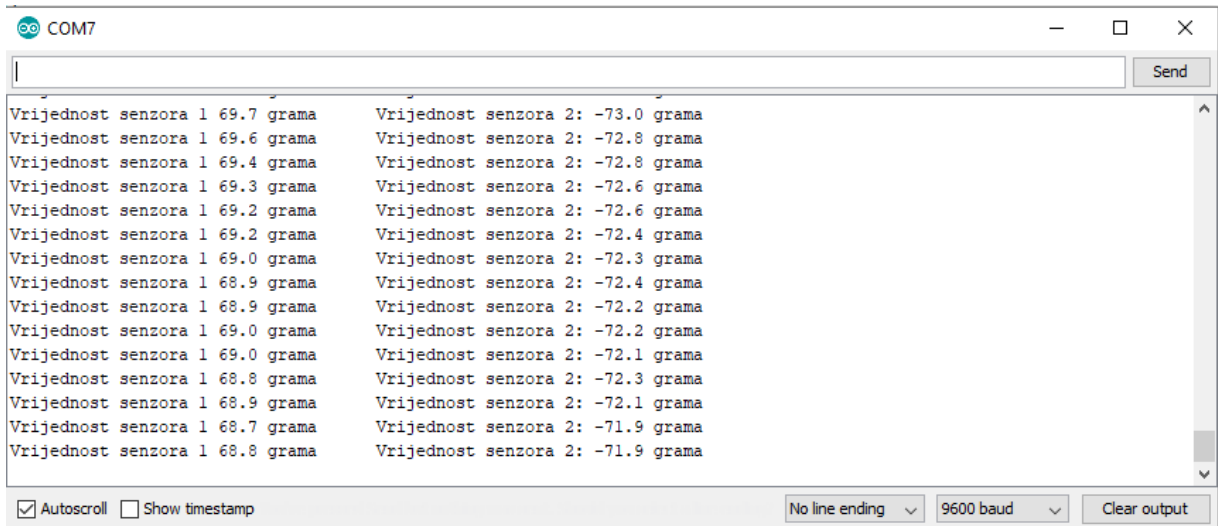 COM7
Send
Vrijednost senzora 1 69.7 grama Vrijednost senzora 2: -73.0 grama
Vrijednost senzora 1 69.6 grama Vrijednost senzora 2: -72.8 grama
Vrijednost senzora 1 69.4 grama Vrijednost senzora 2: -72.8 grama
Vrijednost senzora 1 69.3 grama Vrijednost senzora 2: -72.6 grama
Vrijednost senzora 1 69.2 grama Vrijednost senzora 2: -72.6 grama
Vrijednost senzora 1 69.2 grama Vrijednost senzora 2: -72.4 grama
Vrijednost senzora 1 69.0 grama Vrijednost senzora 2: -72.3 grama
Vrijednost senzora 1 68.9 grama Vrijednost senzora 2: -72.4 grama
Vrijednost senzora 1 68.9 grama Vrijednost senzora 2: -72.2 grama
Vrijednost senzora 1 69.0 grama Vrijednost senzora 2: -72.2 grama
Vrijednost senzora 1 69.0 grama Vrijednost senzora 2: -72.1 grama
Vrijednost senzora 1 68.8 grama Vrijednost senzora 2: -72.3 grama
Vrijednost senzora 1 68.9 grama Vrijednost senzora 2: -72.1 grama
Vrijednost senzora 1 68.7 grama Vrijednost senzora 2: -71.9 grama
Vrijednost senzora 1 68.8 grama Vrijednost senzora 2: -71.9 grama
Autoscroll Show timestamp No line ending 9600 baud Clear output